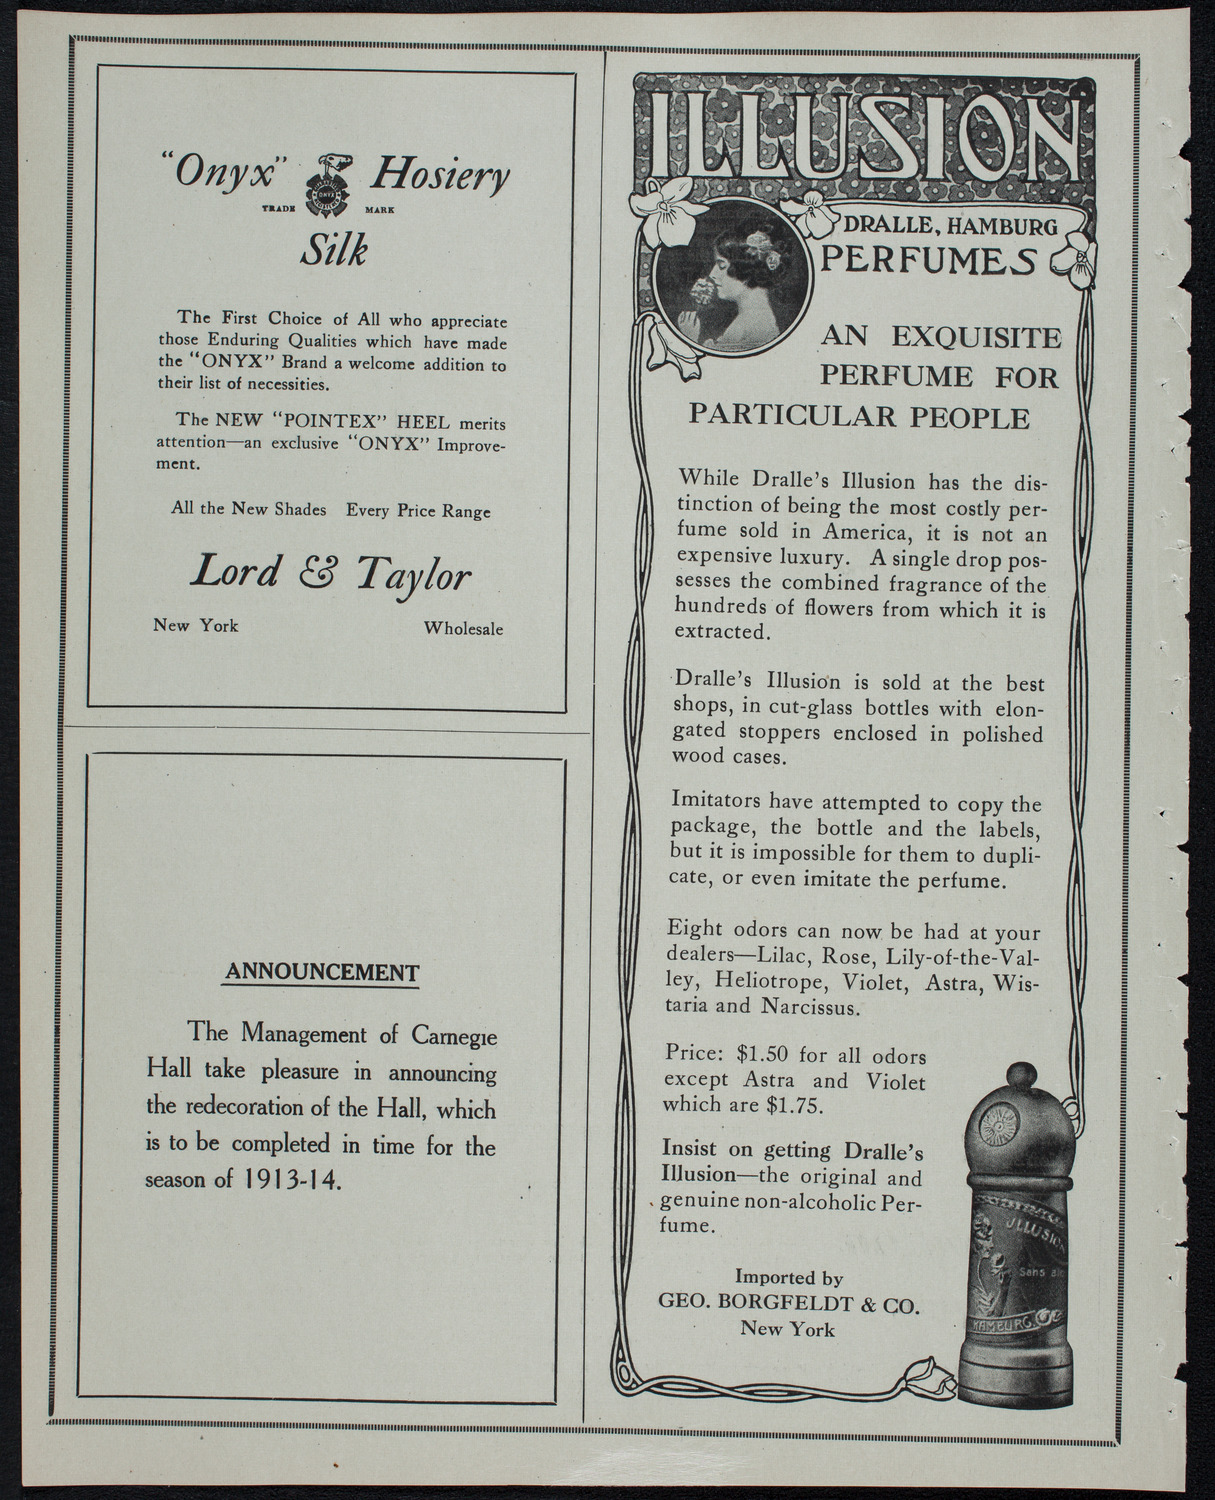 "Onyx" Hosiery
TRADE MARK
ONYX
Silk
The First Choice of All who appreciate
those Enduring Qualities which have made
the "ONYX" Brand a welcome addition to
their list of necessities.
The NEW "POINTEX" HEEL merits
attention—an exclusive "ONYX" Improve-
ment.
All the New Shades Every Price Range
Lord & Taylor
New York Wholesale
ANNOUNCEMENT
The Management of Carnegie
Hall take pleasure in announcing
the redecoration of the Hall, which
is to be completed in time for the
season of 1913-14.
ILLUSION
DRALLE, HAMBURG
PERFUMES
AN EXQUISITE
PERFUME FOR
PARTICULAR PEOPLE
While Dralle's Illusion has the dis-
tinction of being the most costly per-
fume sold in America, it is not an
expensive luxury. A single drop pos-
sesses the combined fragrance of the
hundreds of flowers from which it is
extracted.
Dralle's Illusion is sold at the best
shops, in cut-glass bottles with elon-
gated stoppers enclosed in polished
wood cases.
Imitators have attempted to copy the
package, the bottle and the labels,
but it is impossible for them to dupli-
cate, or even imitate the perfume.
Eight odors can now be had at your
dealers—Lilac, Rose, Lily-of-the-Val-
ley, Heliotrope, Violet, Astra, Wis-
taria and Narcissus.
Price: $1.50 for all odors
except Astra and Violet
which are $1.75.
Insist on getting Dralle's
Illusion—the original and
genuine non-alcoholic Per-
fume.
Imported by
GEO. BORGFELDT & CO.
New York
ILLUSION
Sans
HAMBURG